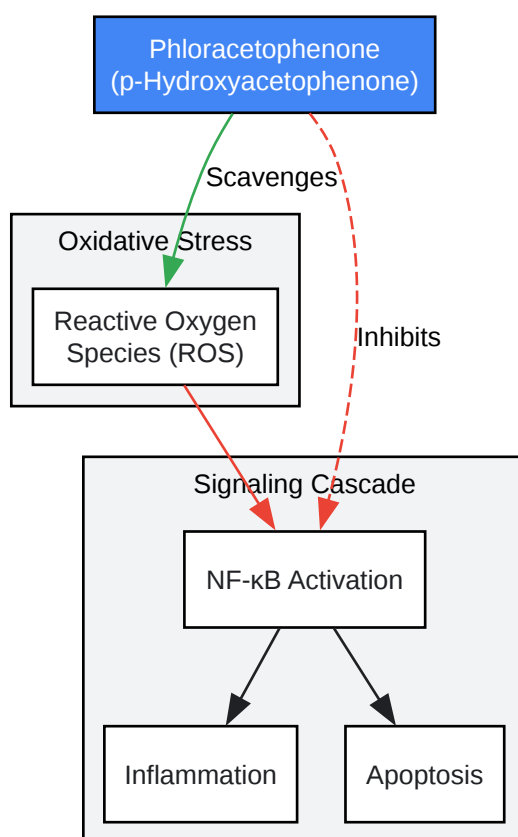 Phloracetophenone
(p-Hydroxyacetophenone)
Scavenges
Oxidative Stress
Reactive Oxygen
Species (ROS)
Inhibits
Signaling Cascade
NF-κB Activation
Inflammation
Apoptosis